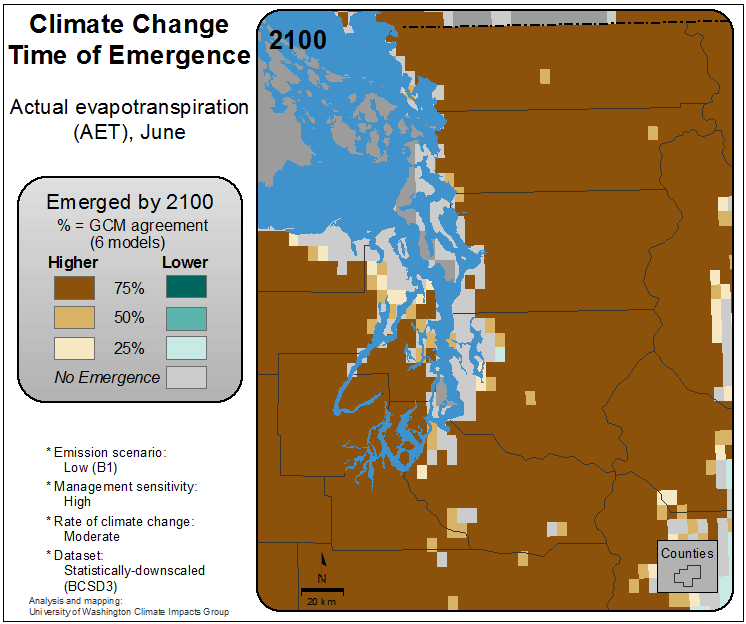 Climate Change
Time of Emergence
Actual evapotranspiration
(AET), June
Emerged by 2100
% = GCM agreement
(6 models)
Higher Lower
75%
50%
25%
No Emergence
* Emission scenario:
Low (B1)
* Management sensitivity:
High
* Rate of climate change:
Moderate
* Dataset:
Statistically-downscaled
(BCSD3)
Analysis and mapping:
University of Washington Climate Impacts Group
2100
N
20 km
Counties